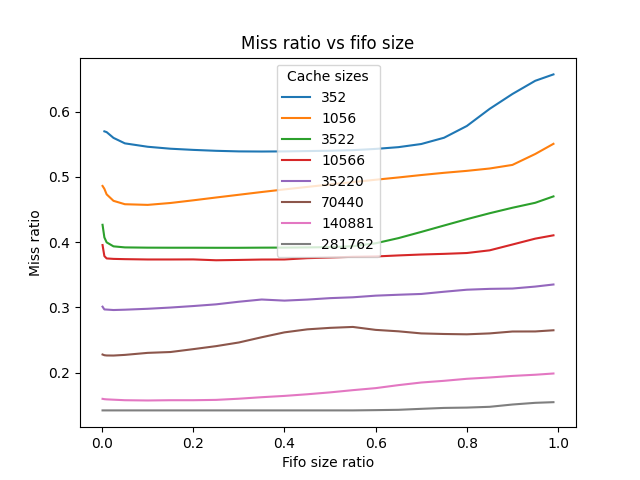 Miss ratio vs fifo size
Cache sizes
352
1056
3522
10566
35220
70440
140881
281762
0.6
0.5
0.4
0.3
0.2
Miss ratio
0.0 0.2 0.4 0.6 0.8 1.0
Fifo size ratio